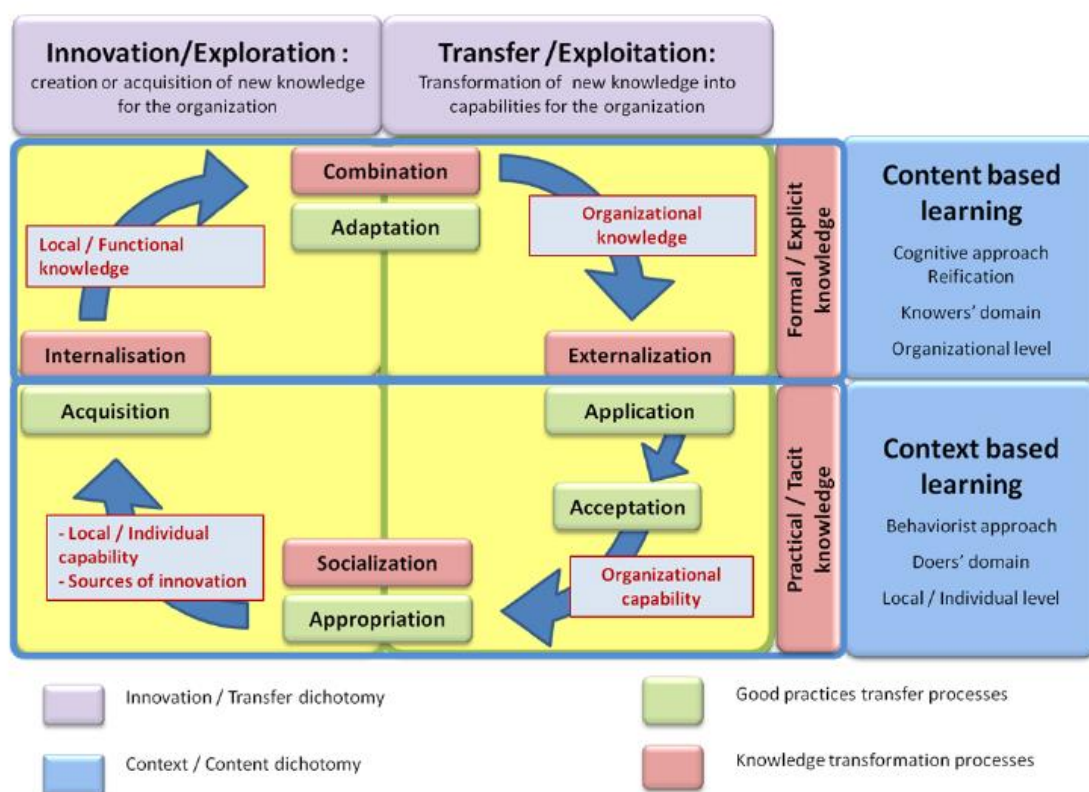 Innovation/Exploration :
creation or acquisition of new knowledge
for the organization
Transfer /Exploitation:
Transformation of new knowledge into
capabilities for the organization
Combination
Adaptation
Local / Functional
knowledge
Organizational
knowledge
Internalisation
Externalization
Formal / Explicit
knowledge
Content based
learning
Cognitive approach
Reification
Knowers' domain
Organizational level
Acquisition
Application
Acceptation
- Local / Individual
capability
- Sources of innovation
Socialization
Appropriation
Organizational
capability
Practical / Tacit
knowledge
Context based
learning
Behaviorist approach
Doers' domain
Local / Individual level
Innovation / Transfer dichotomy
Good practices transfer processes
Context / Content dichotomy
Knowledge transformation processes